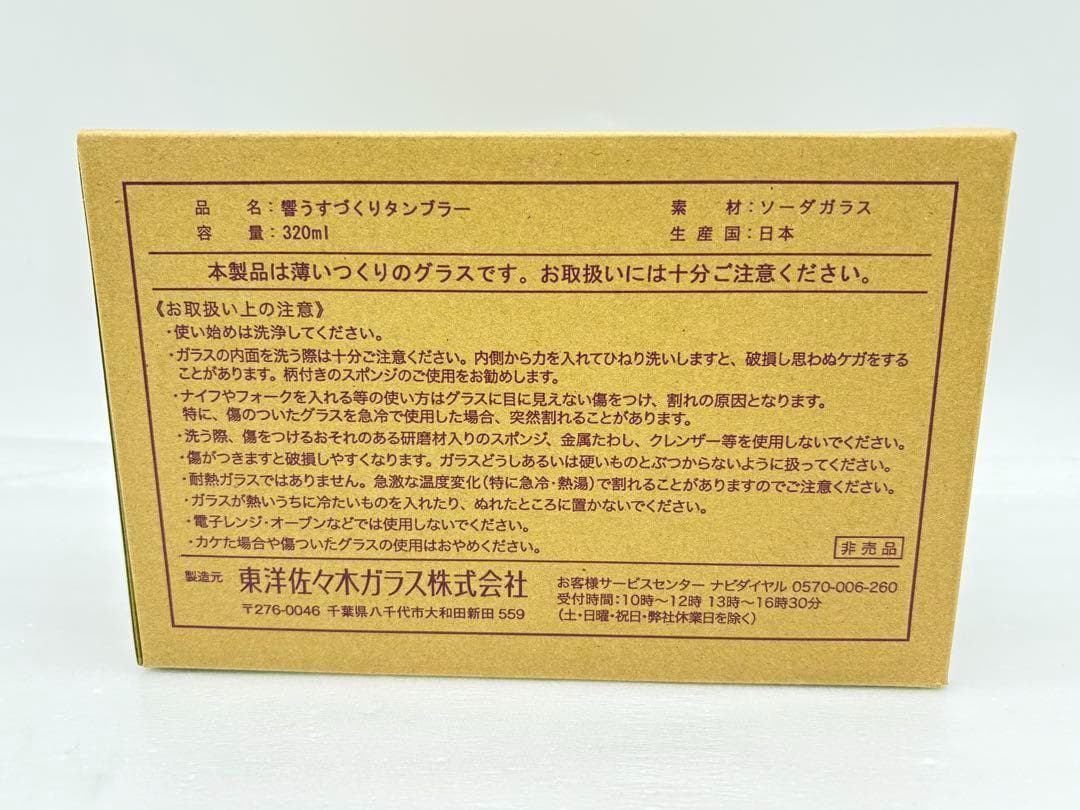 品　名：響うすづくりタンブラー　素　材：ソーダガラス
容　量：320ml　生産国：日本
本製品は薄いつくりのグラスです。お取扱いには十分ご注意ください。
《お取扱い上の注意》
・使い始めは洗浄してください。
・ガラスの内面を洗う際は十分ご注意ください。内側から力を入れてひねり洗いしますと、破損し思わぬケガをする
ことがあります。柄付きのスポンジのご使用をお勧めします。
・ナイフやフォークを入れる等の使い方はグラスに目に見えない傷をつけ、割れの原因となります。
特に、傷のついたグラスを急冷で使用した場合、突然割れることがあります。
・洗う際、傷をつけるおそれのある研磨材入りのスポンジ、金属たわし、クレンザー等を使用しないでください。
・傷がつきますと破損しやすくなります。ガラスどうしあるいは硬いものとぶつからないように扱ってください。
・耐熱ガラスではありません。急激な温度変化（特に急冷・熱湯）で割れることがありますのでご注意ください。
・ガラスが熱いうちに冷たいものを入れたり、ぬれたところに置かないでください。
・電子レンジ・オーブンなどでは使用しないでください。
・カケた場合や傷ついたグラスの使用はおやめください。
非売品
製造元 東洋佐々木ガラス株式会社
〒276-0046 千葉県八千代市大和田新田 559
お客様サービスセンター ナビダイヤル 0570-006-260
受付時間：10時～12時 13時～16時30分
（土・日曜・祝日・弊社休業日を除く）